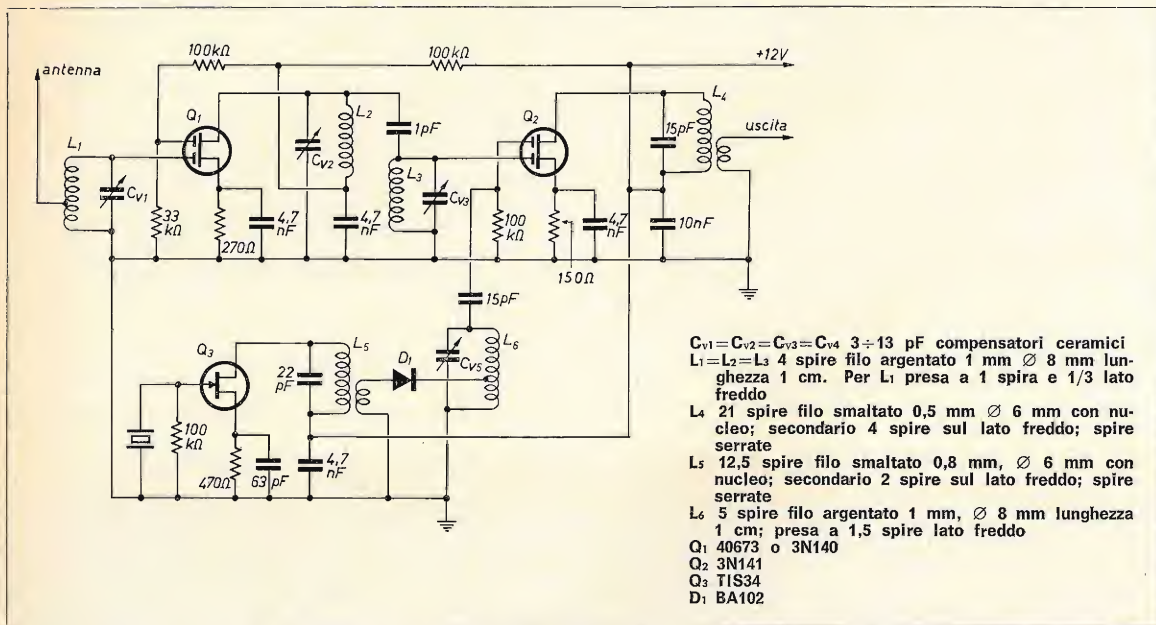 100kΩ
100kΩ
+12V
antenna
Q1
L2
1pF
Q2
L4
15pF
uscita
L1
CV2
L3
CV1
CV3
33 kΩ
270Ω
4,7 nF
4,7 nF
100 kΩ
4,7 nF
10nF
150Ω
15pF
Q3
L5
D1
L6
22 pF
CV5
100 kΩ
470Ω
63 pF
4,7 nF
Cv1=Cv2=Cv3=Cv4 3÷13 pF compensatori ceramici
L1=L2=L3 4 spire filo argentato 1 mm Ø 8 mm lun-
ghezza 1 cm. Per L1 presa a 1 spira e 1/3 lato
freddo
L4 21 spire filo smaltato 0,5 mm Ø 6 mm con nu-
cleo; secondario 4 spire sul lato freddo; spire
serrate
L5 12,5 spire filo smaltato 0,8 mm, Ø 6 mm con
nucleo; secondario 2 spire sul lato freddo; spire
serrate
L6 5 spire filo argentato 1 mm, Ø 8 mm lunghezza
1 cm; presa a 1,5 spire lato freddo
Q1 40673 o 3N140
Q2 3N141
Q3 TIS34
D1 BA102